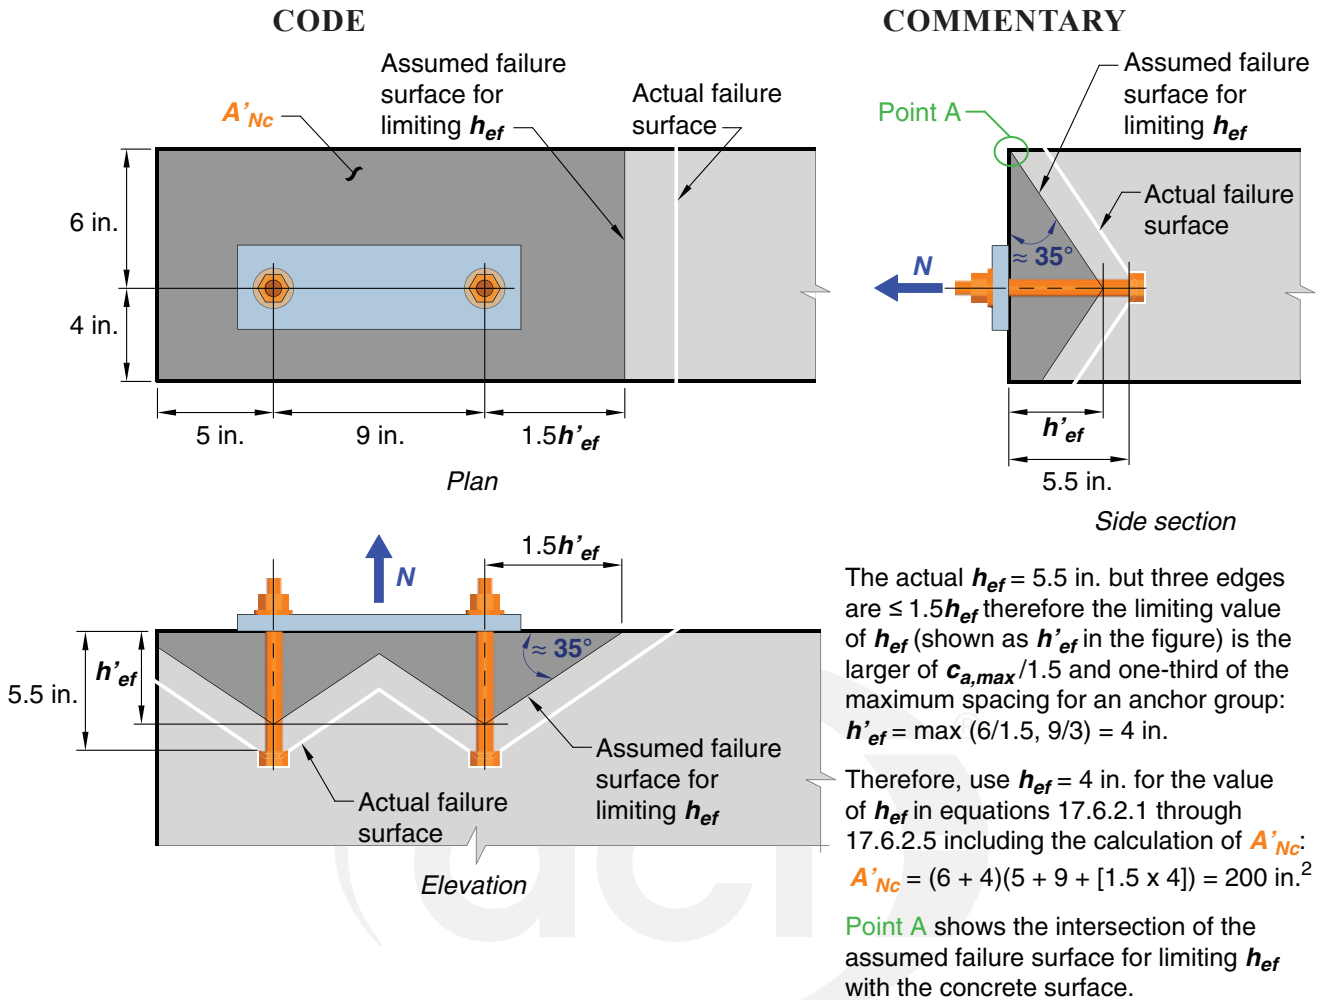 CODE
COMMENTARY
Assumed failure
surface for
limiting hef
A'Nc
Actual failure
surface
6 in.
4 in.
5 in.
9 in.
1.5h'ef
Plan
Point A
Assumed failure
surface for
limiting hef
Actual failure
surface
≈ 35°
N
h'ef
5.5 in.
Side section
N
1.5h'ef
≈ 35°
h'ef
5.5 in.
Assumed failure
surface for
limiting hef
Actual failure
surface
Elevation
The actual hef = 5.5 in. but three edges
are ≤ 1.5hef therefore the limiting value
of hef (shown as h'ef in the figure) is the
larger of ca,max/1.5 and one-third of the
maximum spacing for an anchor group:
h'ef = max (6/1.5, 9/3) = 4 in.
Therefore, use hef = 4 in. for the value
of hef in equations 17.6.2.1 through
17.6.2.5 including the calculation of A'Nc:
A'Nc = (6 + 4)(5 + 9 + [1.5 x 4]) = 200 in.²
Point A shows the intersection of the
assumed failure surface for limiting hef
with the concrete surface.
aci